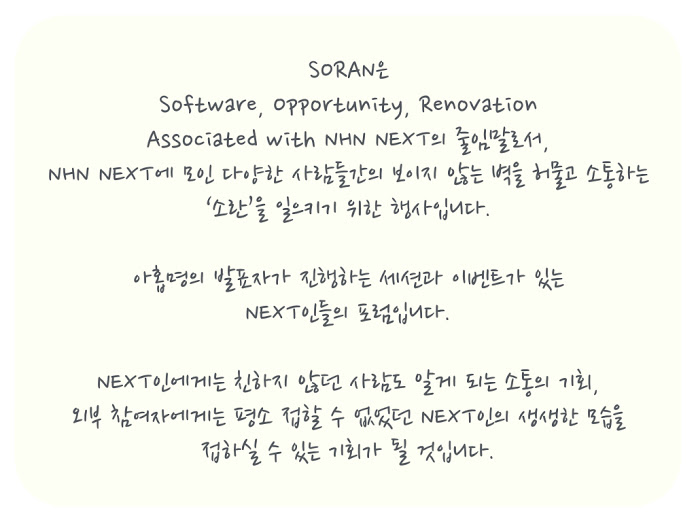 SORAN은
Software, Opportunity, Renovation
Associated with NHN NEXT의 줄임말로서,
NHN NEXT에 모인 다양한 사람들간의 보이지 않는 벽을 허물고 소통하는
'소란'을 일으키기 위한 행사입니다.
아홉명의 발표자가 진행하는 세션과 이벤트가 있는
NEXT인들의 포럼입니다.
NEXT인에게는 친하지 않던 사람도 알게 되는 소통의 기회,
외부 참여자에게는 평소 접할 수 없었던 NEXT인의 생생한 모습을
접하실 수 있는 기회가 될 것입니다.